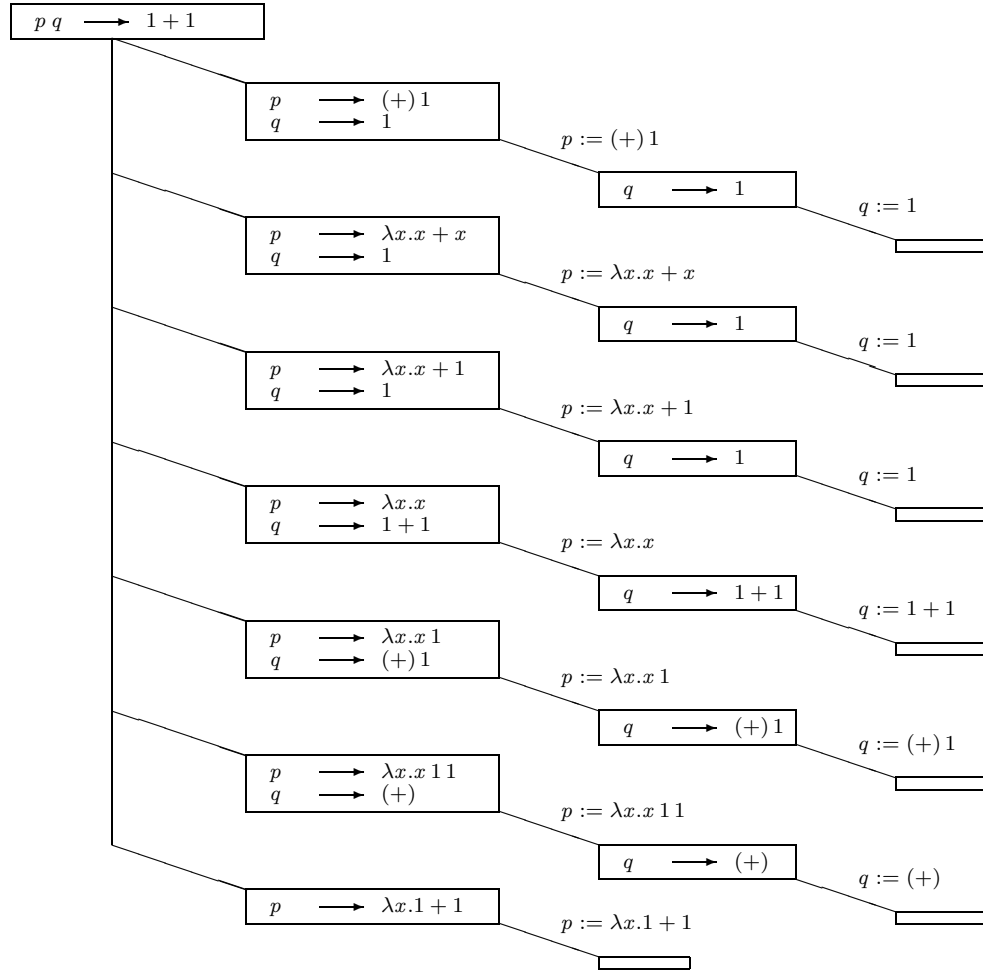 p q ⟶ 1 + 1
p ⟶ (+) 1
q ⟶ 1
p := (+) 1
q ⟶ 1
q := 1
p ⟶ λx.x + x
q ⟶ 1
p := λx.x + x
q ⟶ 1
q := 1
p ⟶ λx.x + 1
q ⟶ 1
p := λx.x + 1
q ⟶ 1
q := 1
p ⟶ λx.x
q ⟶ 1 + 1
p := λx.x
q ⟶ 1 + 1
q := 1 + 1
p ⟶ λx.x 1
q ⟶ (+) 1
p := λx.x 1
q ⟶ (+) 1
q := (+) 1
p ⟶ λx.x 1 1
q ⟶ (+)
p := λx.x 1 1
q ⟶ (+)
q := (+)
p ⟶ λx.1 + 1
p := λx.1 + 1